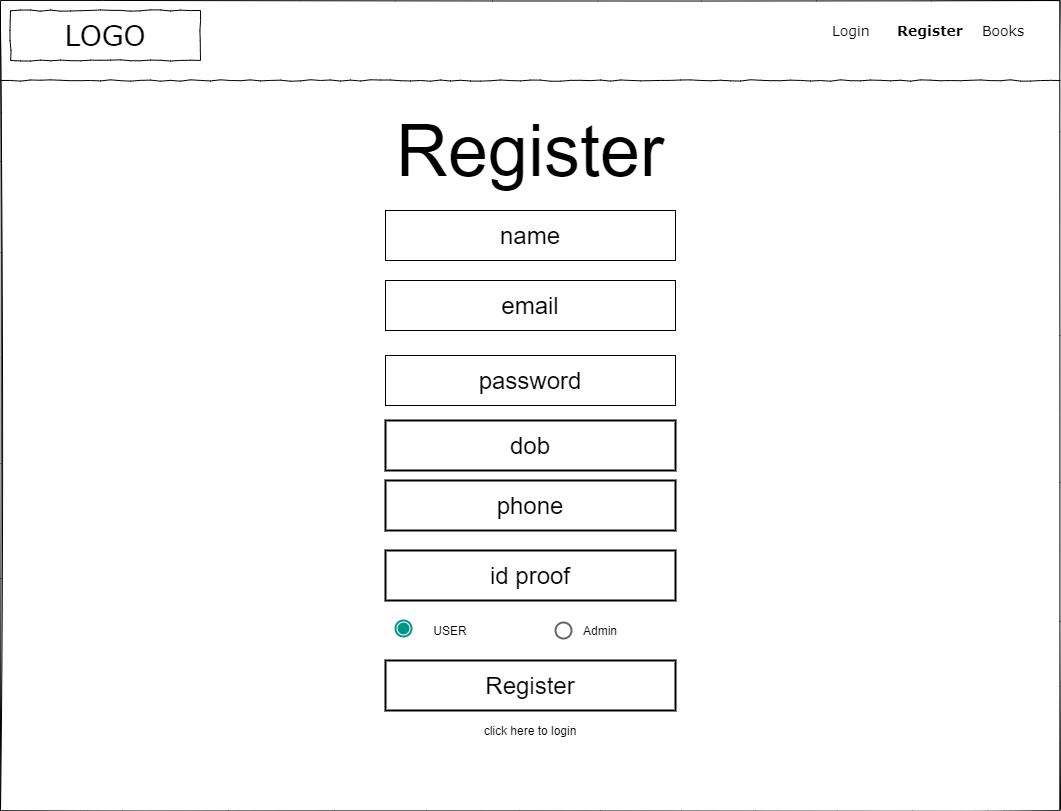 LOGO
Login Register Books
Register
name
email
password
dob
phone
id proof
USER Admin
Register
click here to login